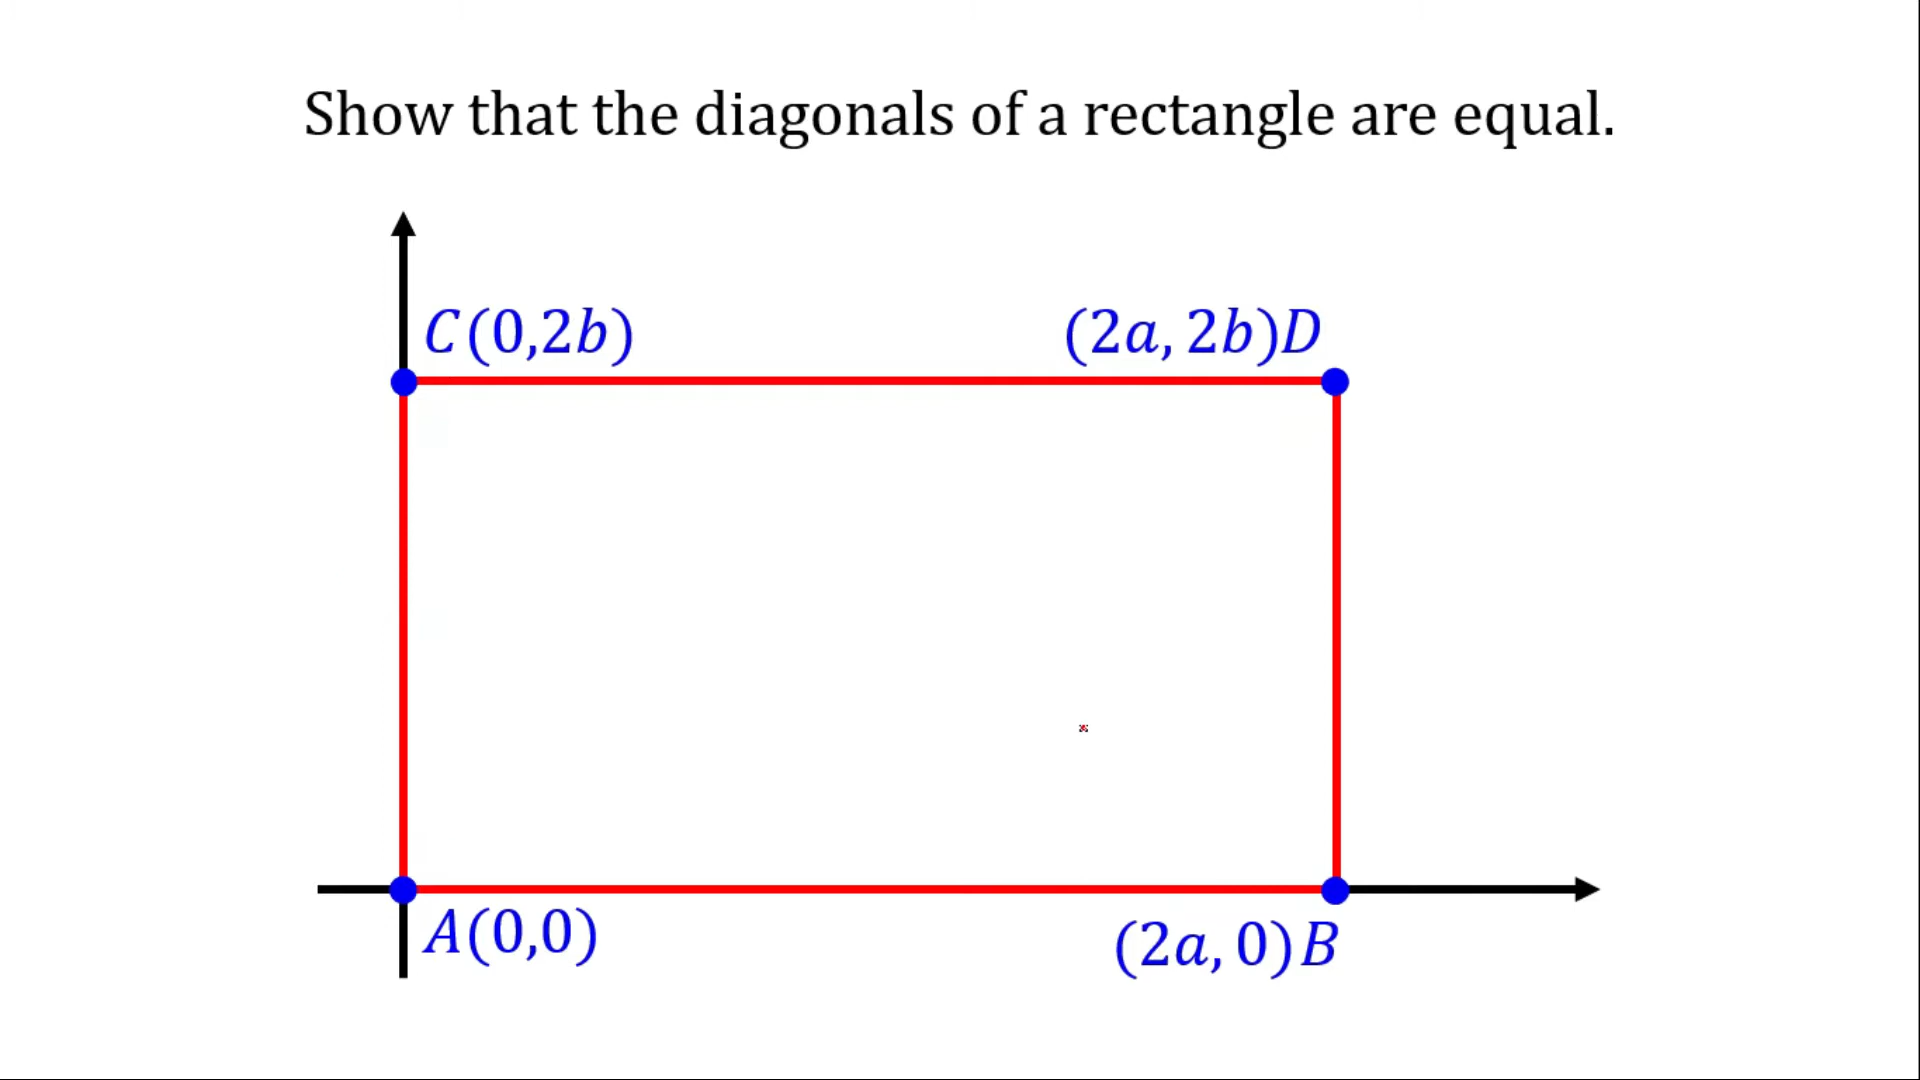 Show that the diagonals of a rectangle are equal.
C(0,2b)
(2a, 2b)D
A(0,0)
(2a, 0)B